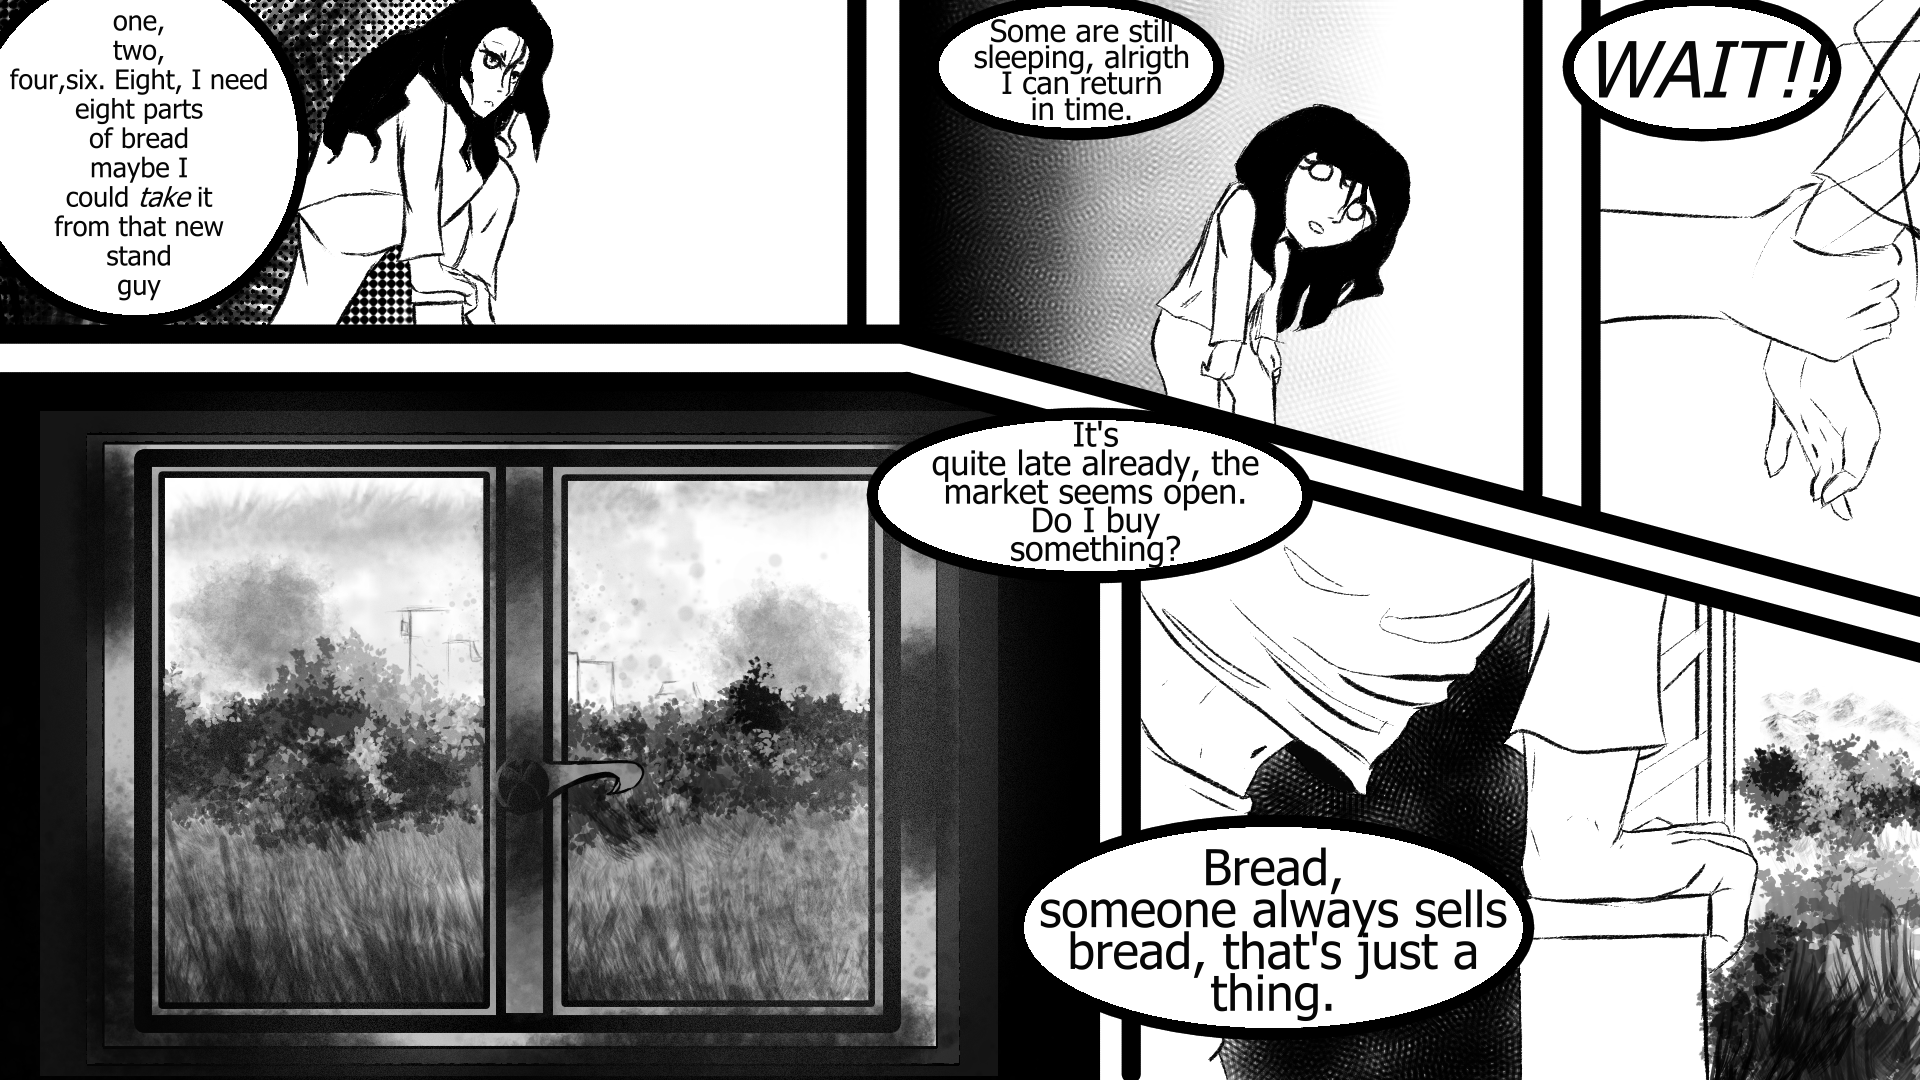 one,
two,
four,six. Eight, I need
eight parts
of bread
maybe I
could take it
from that new
stand
guy
Some are still
sleeping, alrigth
I can return
in time.
WAIT!!
It's
quite late already, the
market seems open.
Do I buy
something?
Bread,
someone always sells
bread, that's just a
thing.